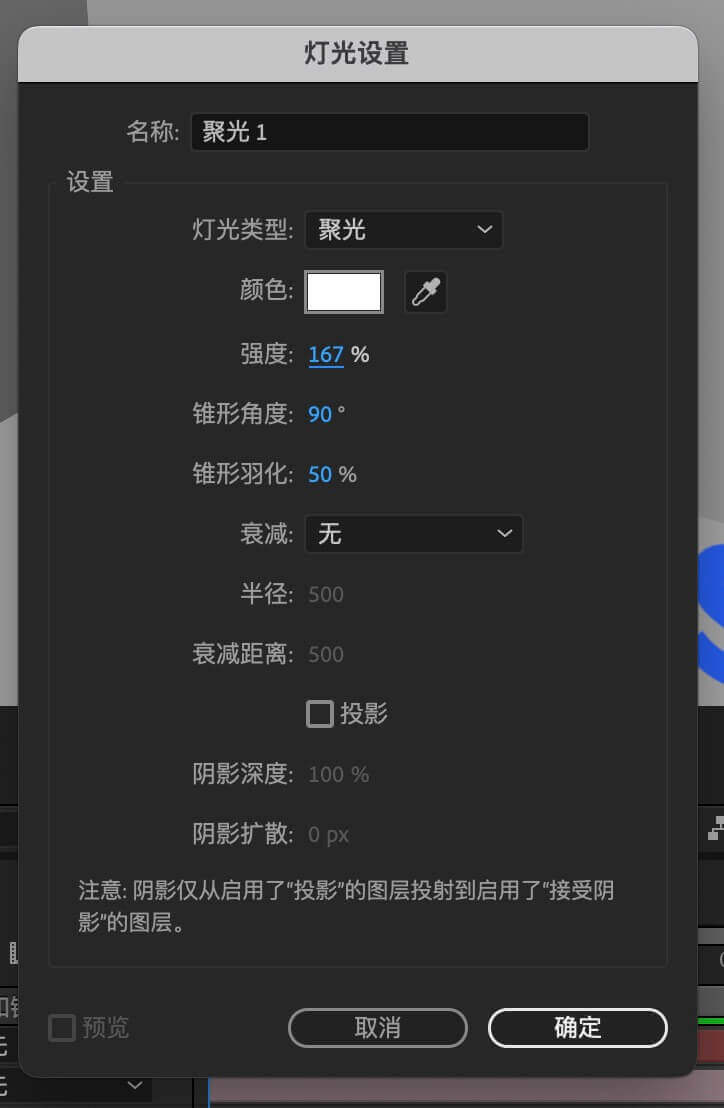 灯光设置
名称: 聚光 1
设置
灯光类型: 聚光
颜色:
强度: 167 %
锥形角度: 90 °
锥形羽化: 50 %
衰减: 无
半径: 500
衰减距离: 500
投影
阴影深度: 100 %
阴影扩散: 0 px
注意: 阴影仅从启用了"投影"的图层投射到启用了"接受阴
影"的图层。
预览 取消 确定